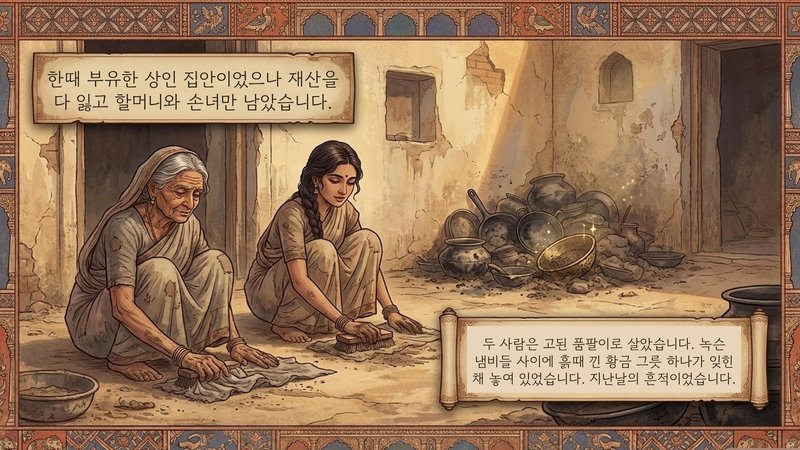 한때 부유한 상인 집안이었으나 재산을
다 잃고 할머니와 손녀만 남았습니다.
두 사람은 고된 품팔이로 살았습니다. 녹슨
냄비들 사이에 흙때 낀 황금 그릇 하나가 잊힌
채 놓여 있었습니다. 지난날의 흔적이었습니다.